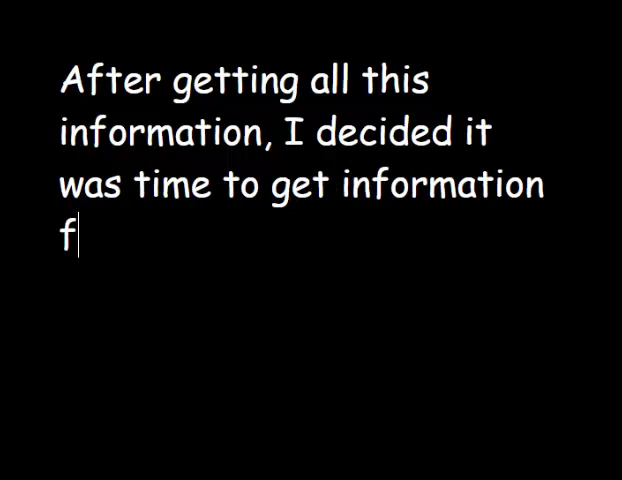 After getting all this
information, I decided it
was time to get information
f